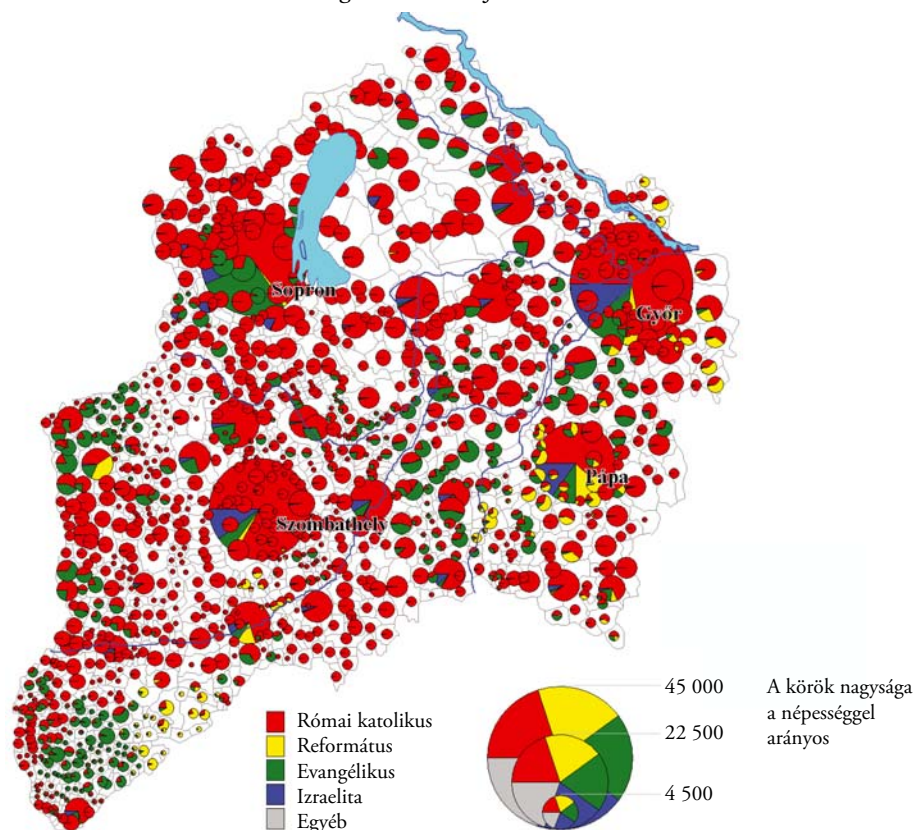 Sopron
Győr
Pápa
Szombathely
Római katolikus
Református
Evangélikus
Izraelita
Egyéb
45 000
22 500
4 500
A körök nagysága
a népességgel
arányos